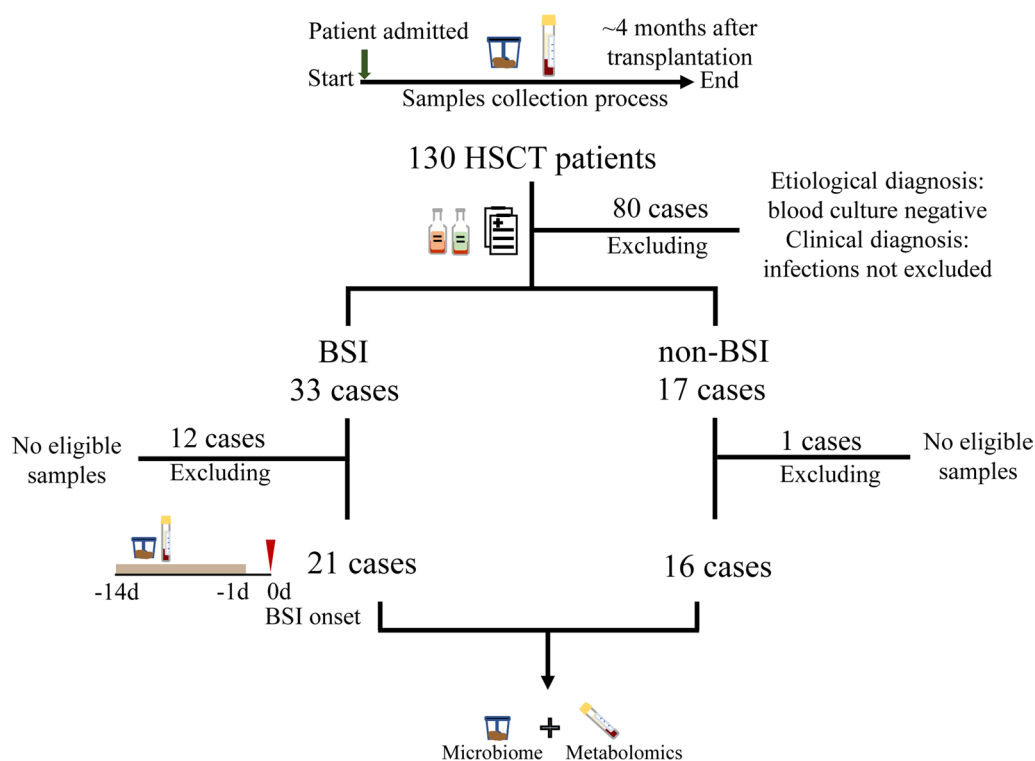 Patient admitted
~4 months after
transplantation
Start
End
Samples collection process
130 HSCT patients
80 cases
Excluding
Etiological diagnosis:
blood culture negative
Clinical diagnosis:
infections not excluded
BSI
33 cases
non-BSI
17 cases
No eligible
samples
12 cases
Excluding
1 cases
Excluding
No eligible
samples
-14d
-1d
0d
BSI onset
21 cases
16 cases
Microbiome
Metabolomics